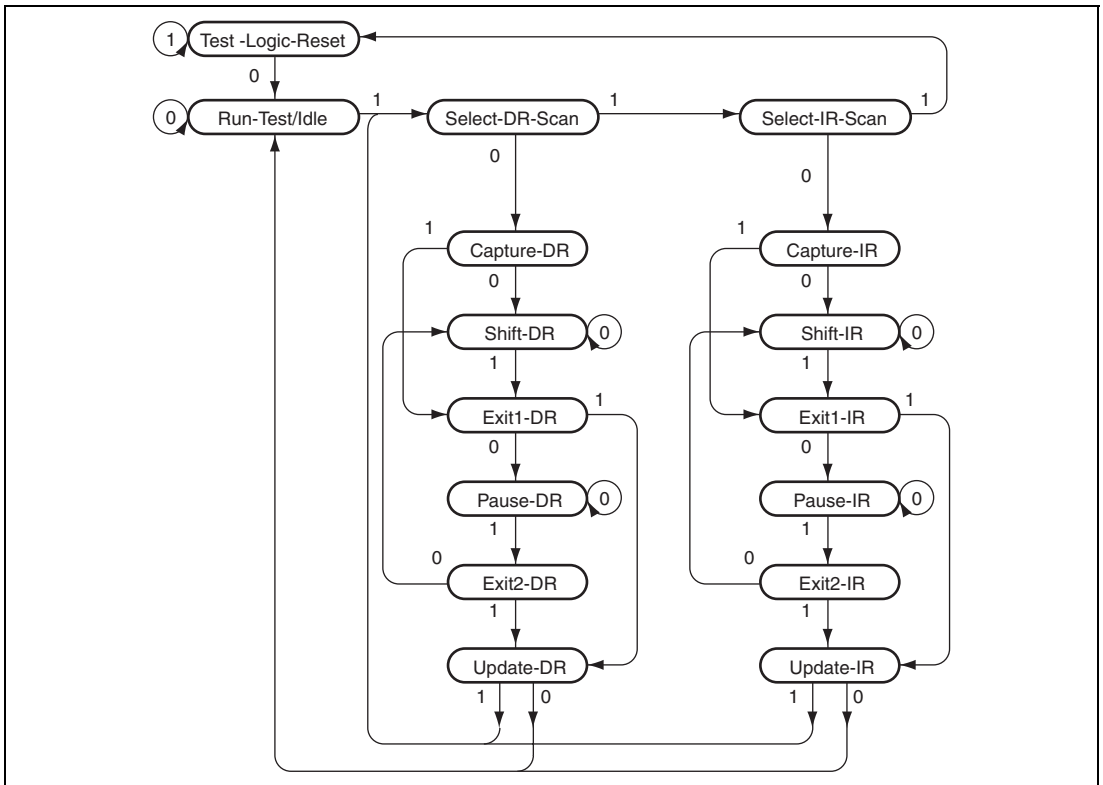 1 Test -Logic-Reset
0
0 Run-Test/Idle 1 Select-DR-Scan 1 Select-IR-Scan 1
0 0
1 Capture-DR 1 Capture-IR
0 0
Shift-DR 0 Shift-IR 0
1 1
Exit1-DR 1 Exit1-IR 1
0 0
Pause-DR 0 Pause-IR 0
1 1
0 Exit2-DR 0 Exit2-IR
1 1
Update-DR Update-IR
1 0 1 0